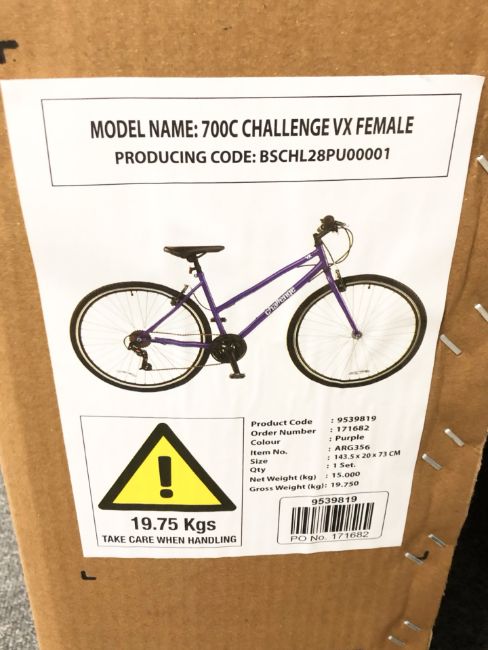 MODEL NAME: 700C CHALLENGE VX FEMALE
PRODUCING CODE: BSCHL28PU00001
Challenge
Product Code : 9539819
Order Number : 171682
Colour : Purple
Item No. : ARG356
Size : 143.5 x 20 x 73 CM
Qty : 1 Set.
Net Weight (kg) : 15.000
Gross Weight (kg): 19.750
19.75 Kgs
TAKE CARE WHEN HANDLING
9539819
PO No. 171682